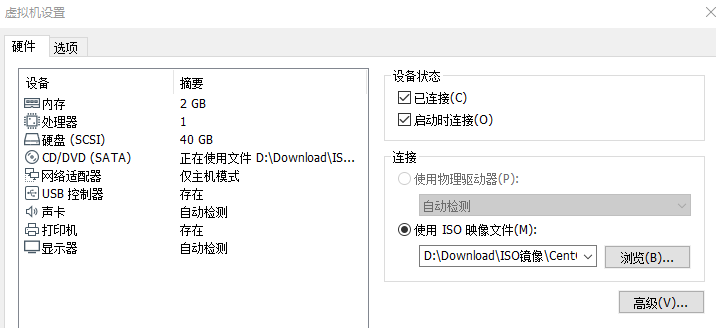 虚拟机设置
硬件 选项
设备 摘要
内存 2 GB
处理器 1
硬盘 (SCSI) 40 GB
CD/DVD (SATA) 正在使用文件 D:\Download\IS...
网络适配器 仅主机模式
USB 控制器 存在
声卡 自动检测
打印机 存在
显示器 自动检测
设备状态
已连接(C)
启动时连接(O)
连接
使用物理驱动器(P):
自动检测
使用 ISO 映像文件(M):
D:\Download\ISO镜像\Cent
浏览(B)...
高级(V)...